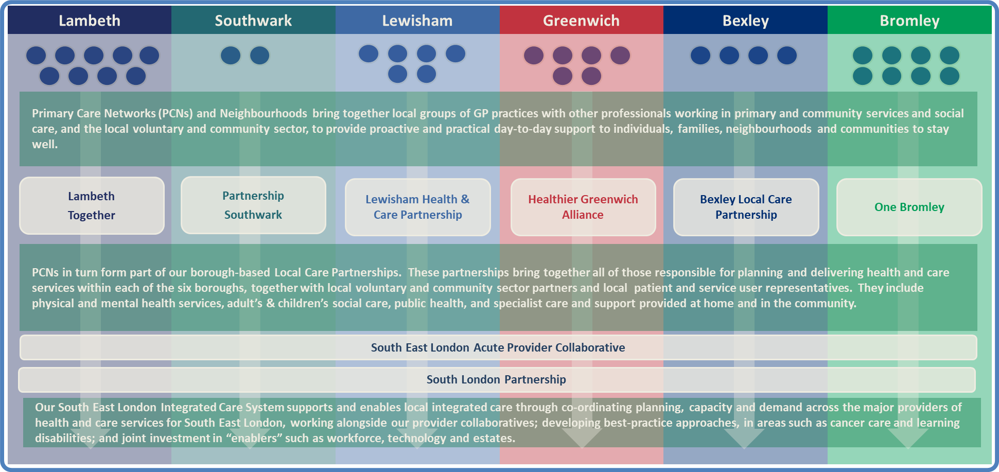 Lambeth
Southwark
Lewisham
Greenwich
Bexley
Bromley
Primary Care Networks (PCNs) and Neighbourhoods bring together local groups of GP practices with other professionals working in primary and community services and social
care, and the local voluntary and community sector, to provide proactive and practical day-to-day support to individuals, families, neighbourhoods and communities to stay
well.
Lambeth
Together
Partnership
Southwark
Lewisham Health &
Care Partnership
Healthier Greenwich
Alliance
Bexley Local Care
Partnership
One Bromley
PCNs in turn form part of our borough-based Local Care Partnerships. These partnerships bring together all of those responsible for planning and delivering health and care
services within each of the six boroughs, together with local voluntary and community sector partners and local patient and service user representatives. They include
physical and mental health services, adult’s & children’s social care, public health, and specialist care and support provided at home and in the community.
South East London Acute Provider Collaborative
South London Partnership
Our South East London Integrated Care System supports and enables local integrated care through co-ordinating planning, capacity and demand across the major providers of
health and care services for South East London, working alongside our provider collaboratives; developing best-practice approaches, in areas such as cancer care and learning
disabilities; and joint investment in “enablers” such as workforce, technology and estates.